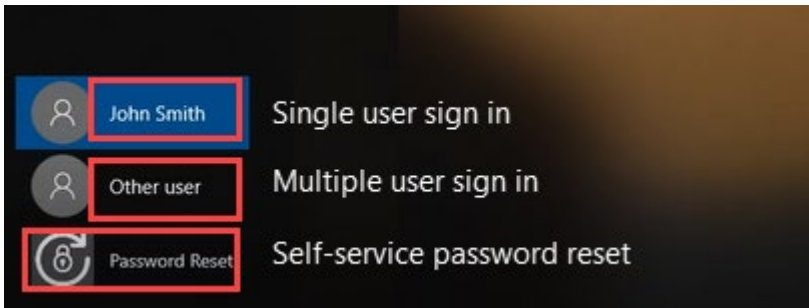 John Smith Single user sign in
Other user Multiple user sign in
Password Reset Self-service password reset